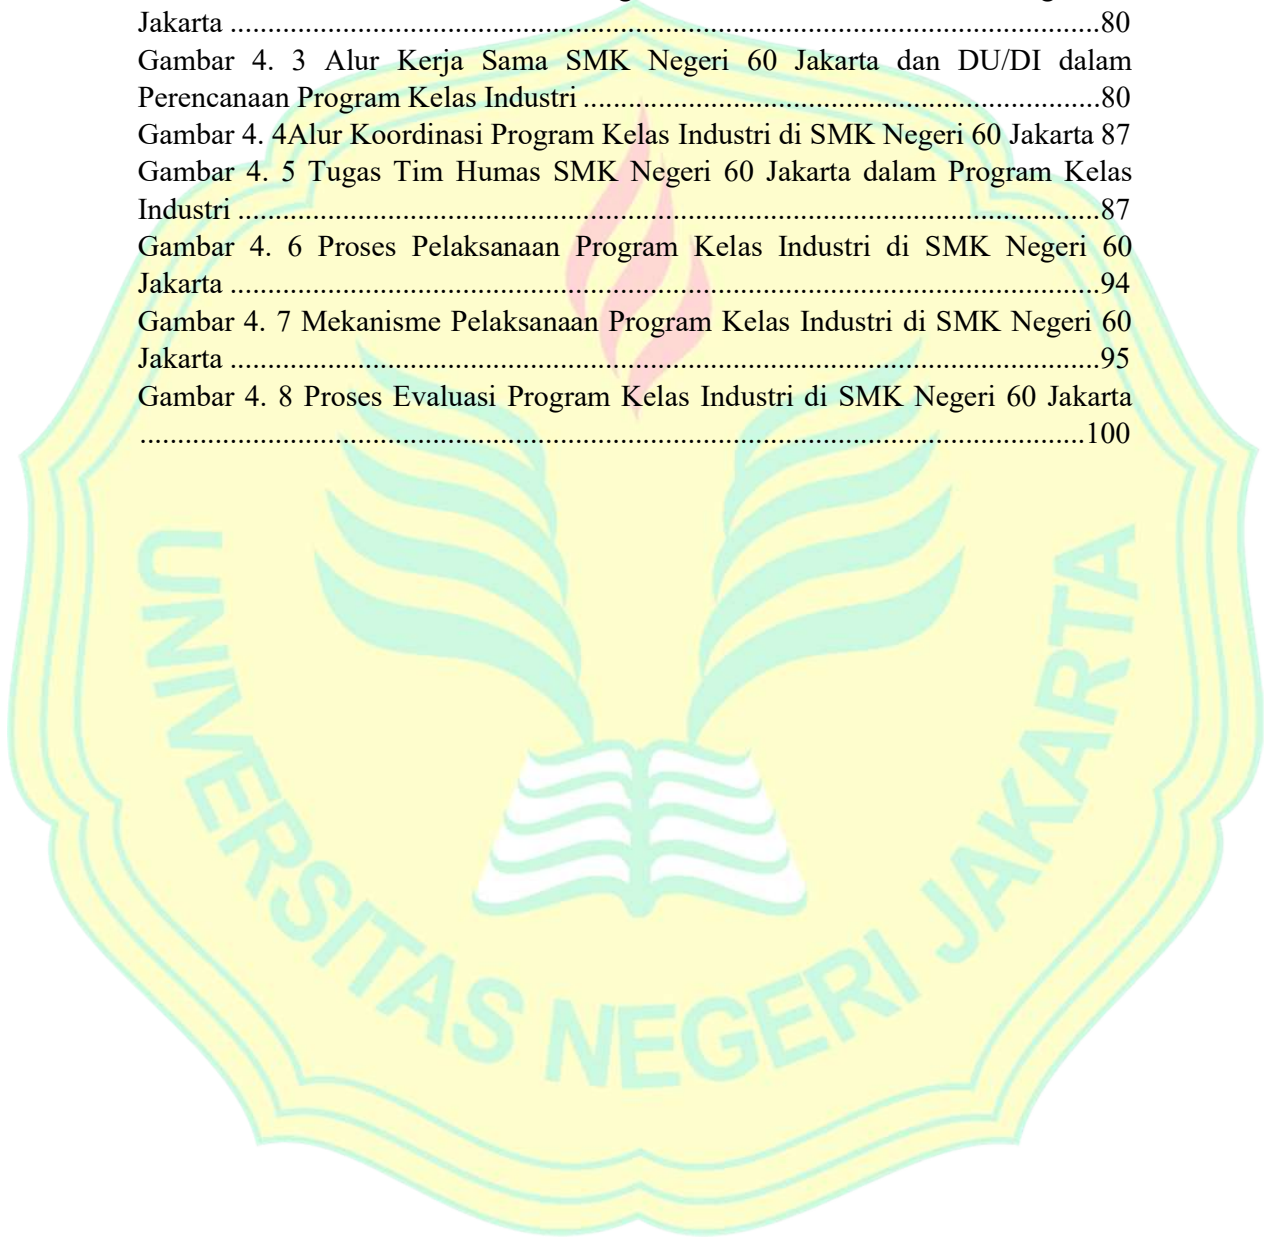 Jakarta ....................................................................................................80
Gambar 4. 3 Alur Kerja Sama SMK Negeri 60 Jakarta dan DU/DI dalam
Perencanaan Program Kelas Industri ............................................................80
Gambar 4. 4Alur Koordinasi Program Kelas Industri di SMK Negeri 60 Jakarta 87
Gambar 4. 5 Tugas Tim Humas SMK Negeri 60 Jakarta dalam Program Kelas
Industri ...................................................................................................87
Gambar 4. 6 Proses Pelaksanaan Program Kelas Industri di SMK Negeri 60
Jakarta ....................................................................................................94
Gambar 4. 7 Mekanisme Pelaksanaan Program Kelas Industri di SMK Negeri 60
Jakarta ....................................................................................................95
Gambar 4. 8 Proses Evaluasi Program Kelas Industri di SMK Negeri 60 Jakarta
.............................................................................................................100
UNIVERSITAS NEGERI JAKARTA